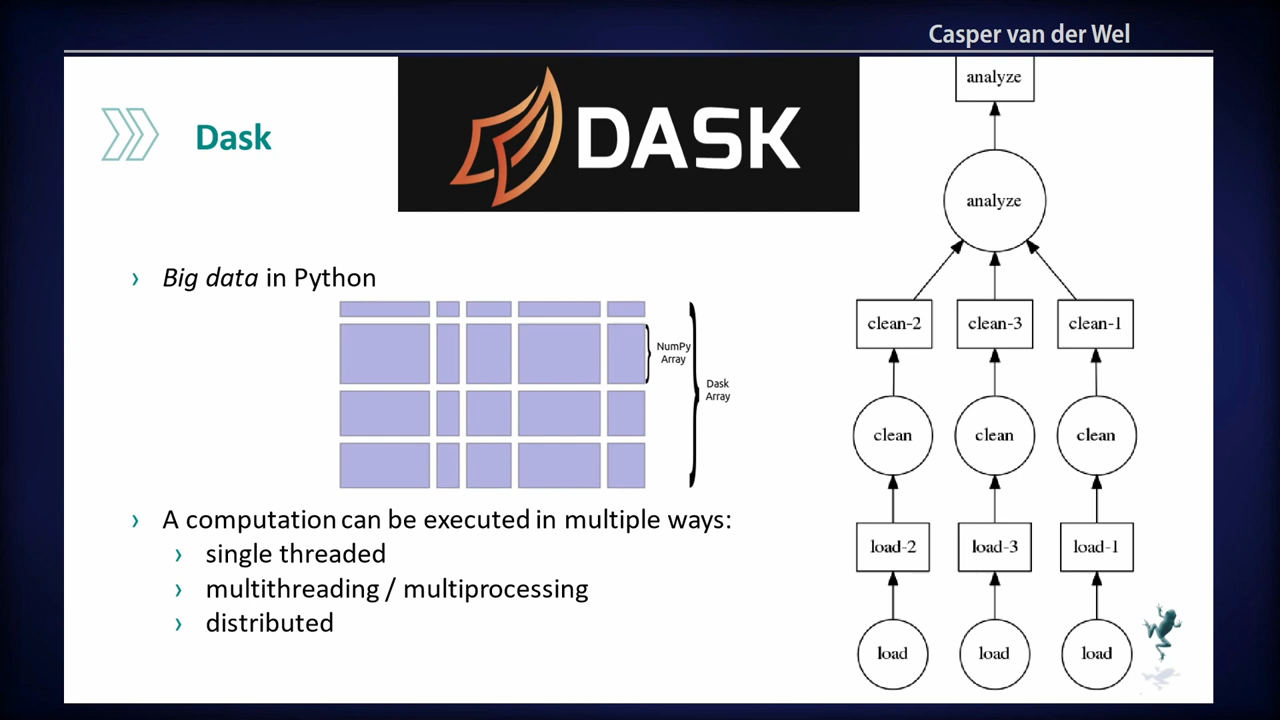 Casper van der Wel
Dask
DASK
› Big data in Python
NumPy
Array
Dask
Array
› A computation can be executed in multiple ways:
› single threaded
› multithreading / multiprocessing
› distributed
analyze
analyze
clean-2 clean-3 clean-1
clean clean clean
load-2 load-3 load-1
load load load